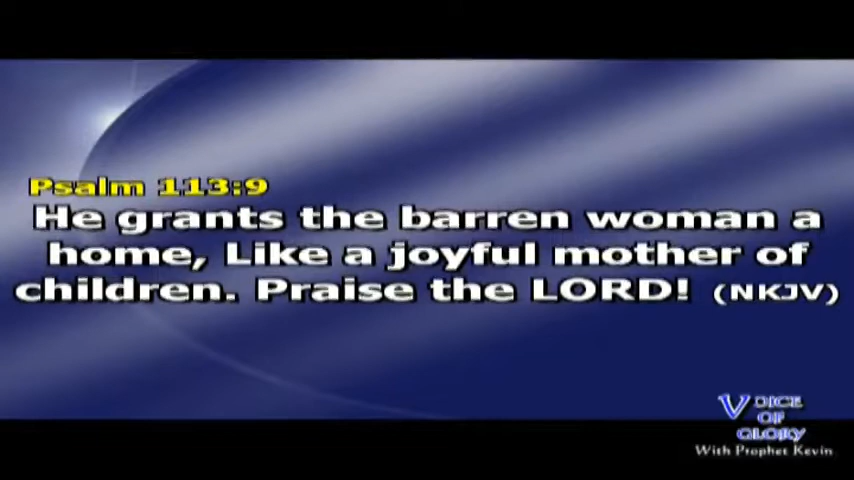 Psalm 113:9
He grants the barren woman a
home, Like a joyful mother of
children. Praise the LORD! (NKJV)
VOICE
OF
GLORY
With Prophet Kevin